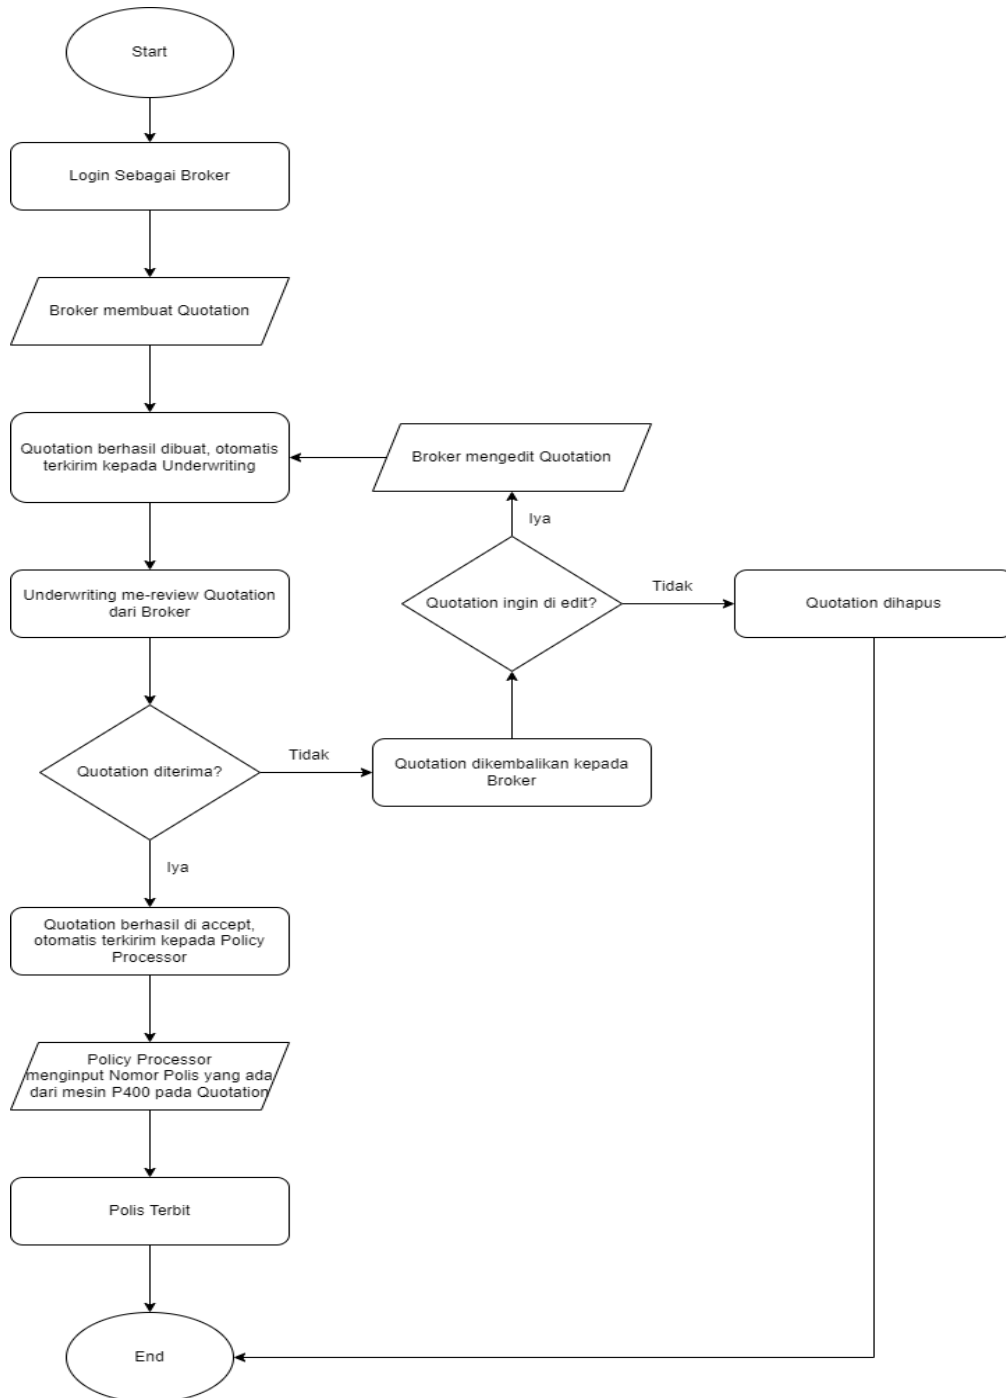 Start
Login Sebagai Broker
Broker membuat Quotation
Quotation berhasil dibuat, otomatis
terkirim kepada Underwriting
Broker mengedit Quotation
Iya
Underwriting me-review Quotation
dari Broker
Quotation ingin di edit?
Tidak
Quotation dihapus
Quotation diterima?
Tidak
Quotation dikembalikan kepada
Broker
Iya
Quotation berhasil di accept,
otomatis terkirim kepada Policy
Processor
Policy Processor
menginput Nomor Polis yang ada
dari mesin P400 pada Quotation
Polis Terbit
End